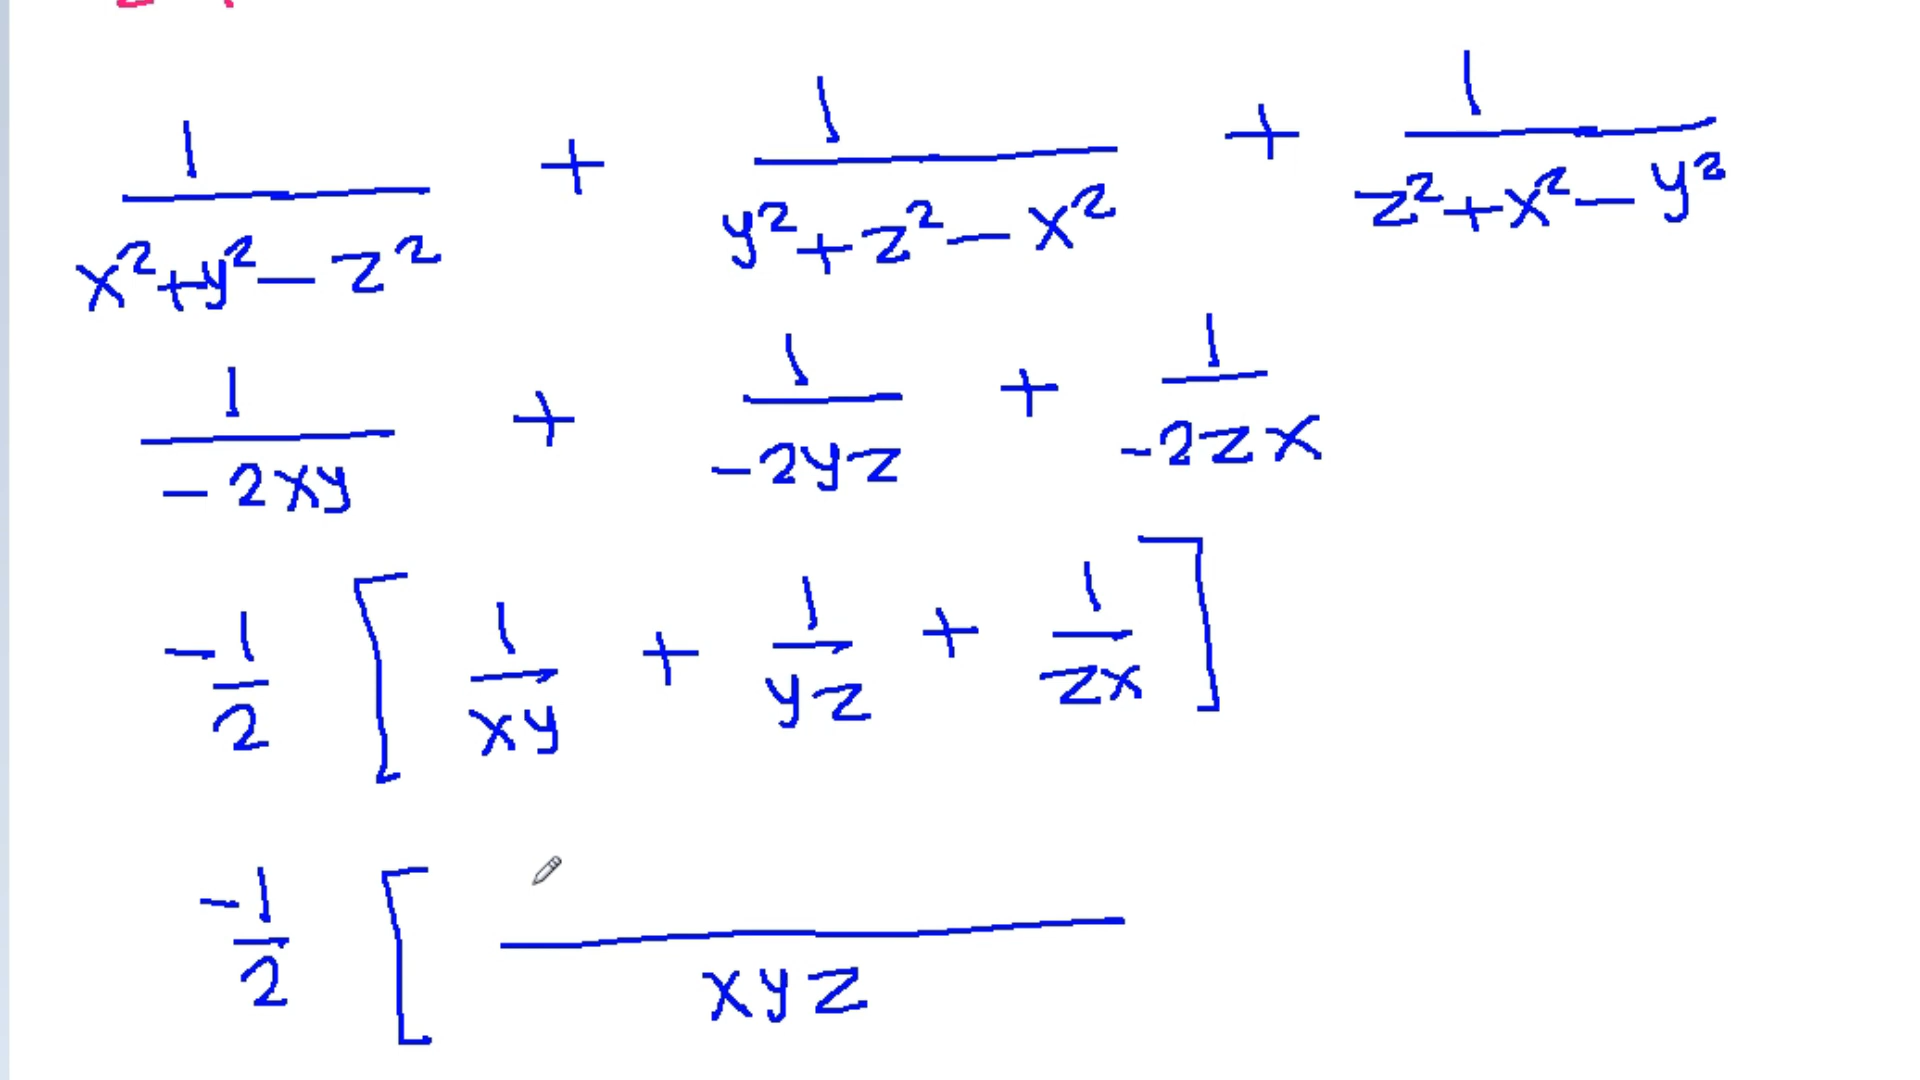 1/(x²+y²-z²) + 1/(y²+z²-x²) + 1/(z²+x²-y²)
1/(-2xy) + 1/(-2yz) + 1/(-2zx)
-1/2 [ 1/xy + 1/yz + 1/zx ]
-1/2 [ /xyz